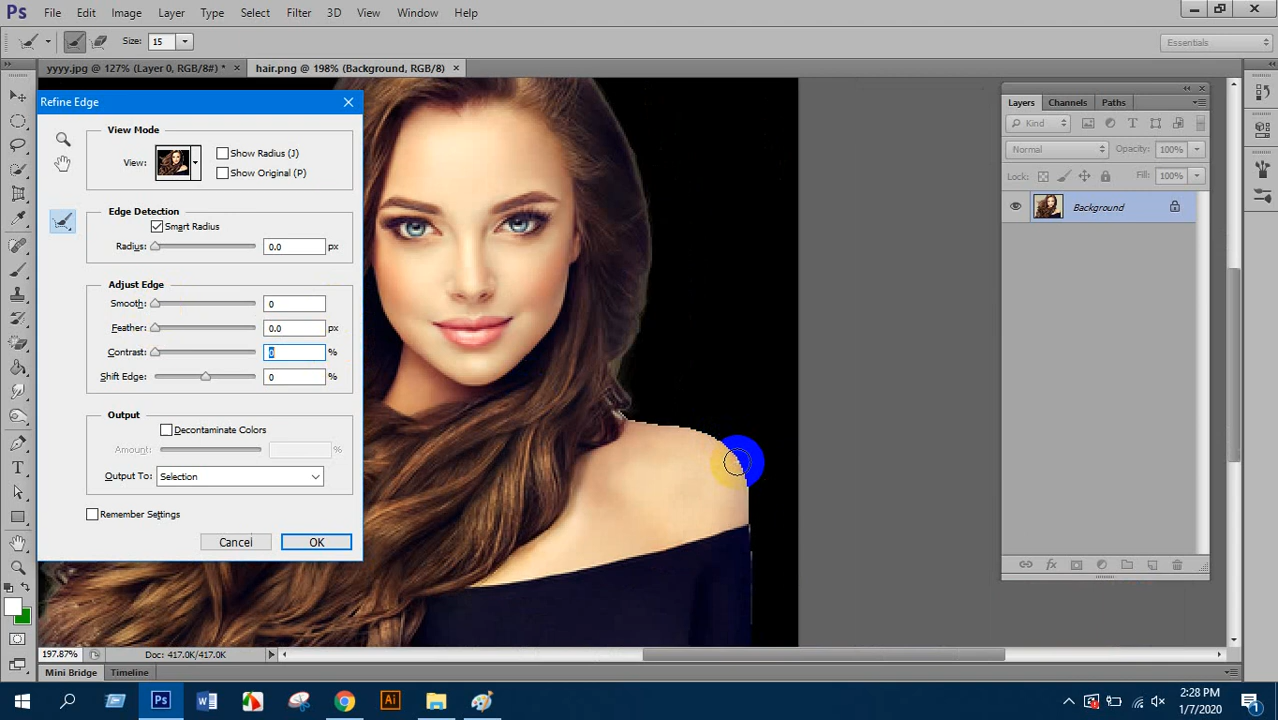 Ps File Edit Image Layer Type Select Filter 3D View Window Help
Size: 15 Essentials
yyyy.jpg @ 127% (Layer 0, RGB/8#) * × hair.png @ 198% (Background, RGB/8) ×
Refine Edge
View Mode
View:
Show Radius (J)
Show Original (P)
Edge Detection
Smart Radius
Radius: 0.0 px
Adjust Edge
Smooth: 0
Feather: 0.0 px
Contrast: 0 %
Shift Edge: 0 %
Output
Decontaminate Colors
Amount: %
Output To: Selection
Remember Settings
Cancel OK
Layers Channels Paths
Kind
Normal Opacity: 100%
Lock: Fill: 100%
Background
fx
197.87% Doc: 417.0K/417.0K
Mini Bridge Timeline
Ps Ai
2:28 PM
1/7/2020
1